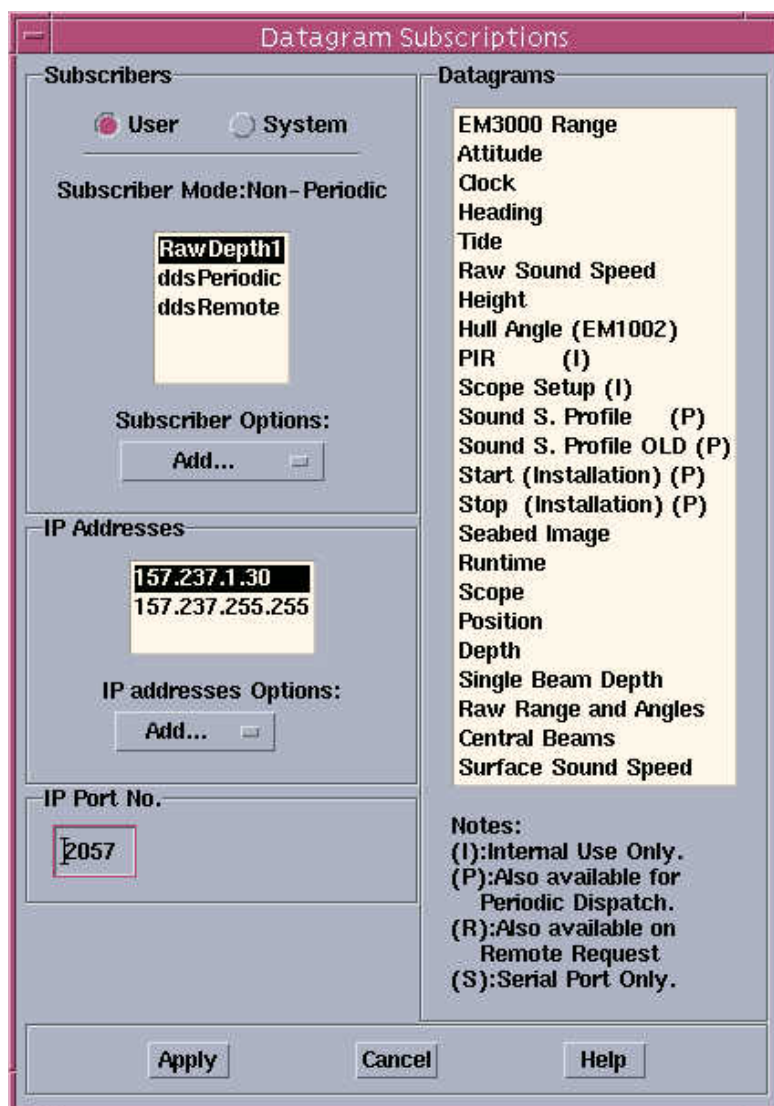 Datagram Subscriptions
Subscribers
User
System
Subscriber Mode:Non-Periodic
RawDepth1
ddsPeriodic
ddsRemote
Subscriber Options:
Add...
IP Addresses
157.237.1.30
157.237.255.255
IP addresses Options:
Add...
IP Port No.
2057
Datagrams
EM3000 Range
Attitude
Clock
Heading
Tide
Raw Sound Speed
Height
Hull Angle (EM1002)
PIR (I)
Scope Setup (I)
Sound S. Profile (P)
Sound S. Profile OLD (P)
Start (Installation) (P)
Stop (Installation) (P)
Seabed Image
Runtime
Scope
Position
Depth
Single Beam Depth
Raw Range and Angles
Central Beams
Surface Sound Speed
Notes:
(I):Internal Use Only.
(P):Also available for
Periodic Dispatch.
(R):Also available on
Remote Request
(S):Serial Port Only.
Apply
Cancel
Help